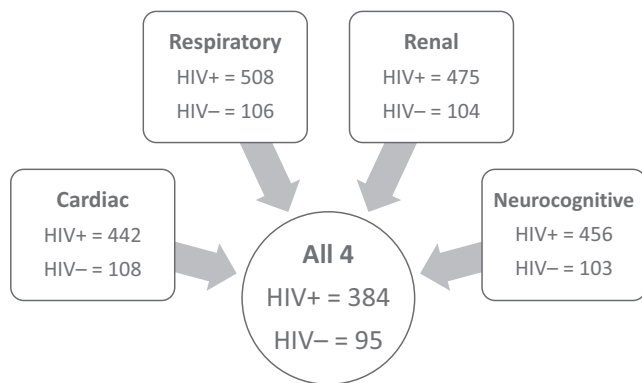 Respiratory
HIV+ = 508
HIV– = 106
Renal
HIV+ = 475
HIV– = 104
Cardiac
HIV+ = 442
HIV– = 108
Neurocognitive
HIV+ = 456
HIV– = 103
All 4
HIV+ = 384
HIV– = 95